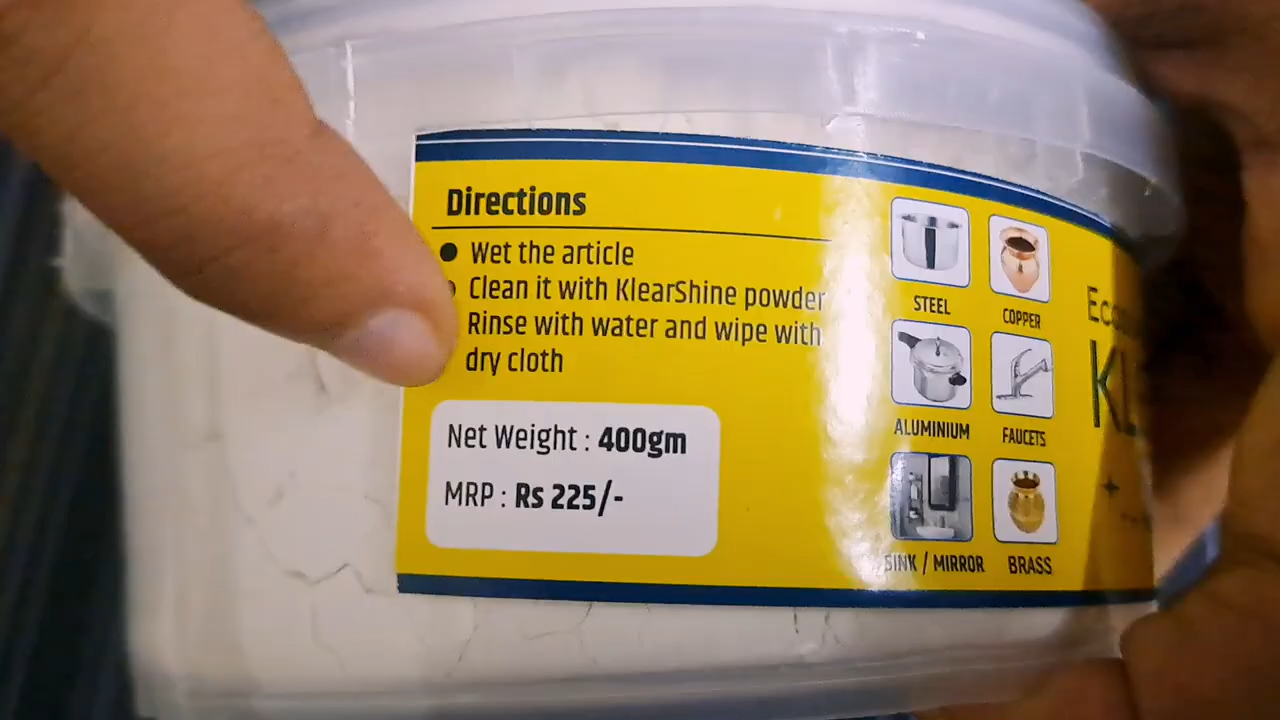 Directions
● Wet the article
Clean it with KlearShine powder
Rinse with water and wipe with
dry cloth
Net Weight : 400gm
MRP : Rs 225/-
STEEL
COPPER
ALUMINIUM
FAUCETS
SINK / MIRROR
BRASS